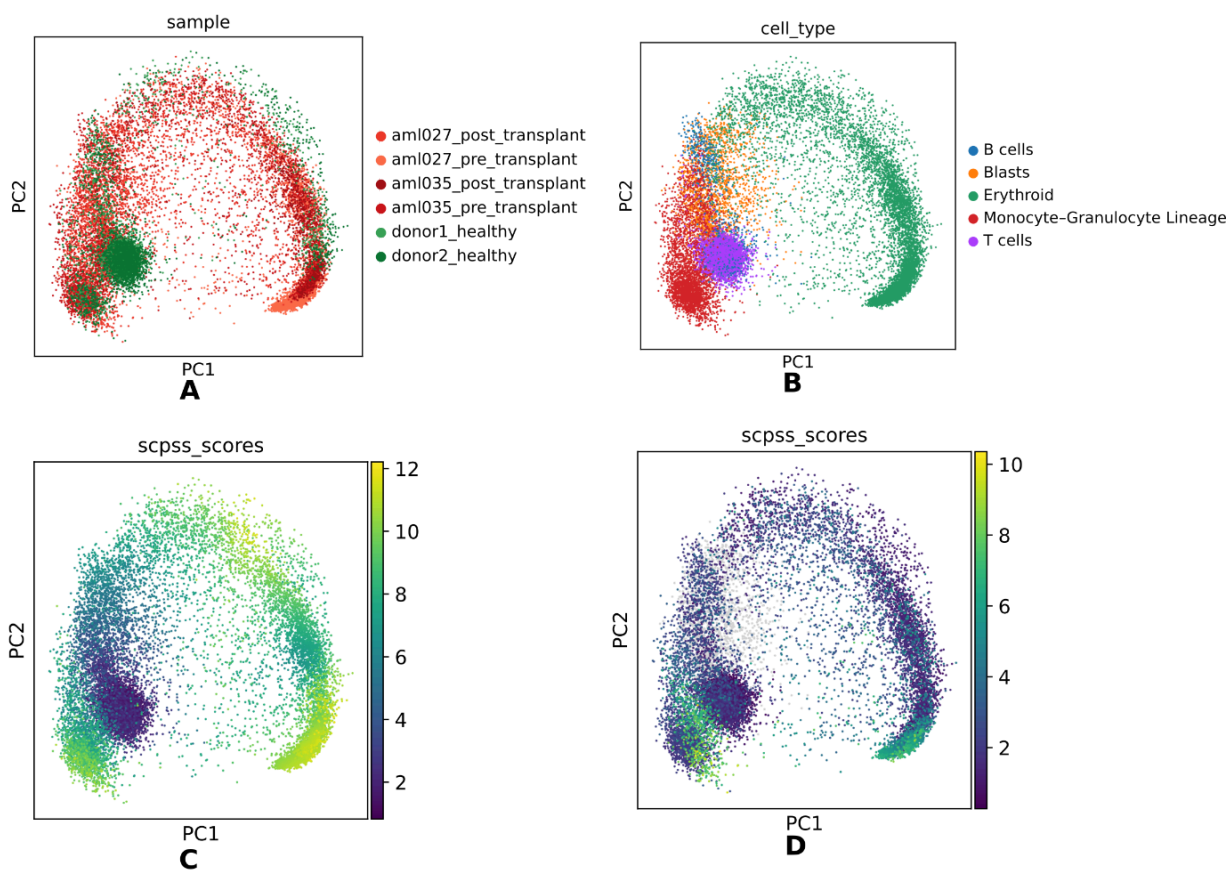 sample
PC2
PC1
aml027_post_transplant
aml027_pre_transplant
aml035_post_transplant
aml035_pre_transplant
donor1_healthy
donor2_healthy
A
cell_type
PC2
PC1
B cells
Blasts
Erythroid
Monocyte–Granulocyte Lineage
T cells
B
scpss_scores
PC2
PC1
12
10
8
6
4
2
C
scpss_scores
PC2
PC1
10
8
6
4
2
D